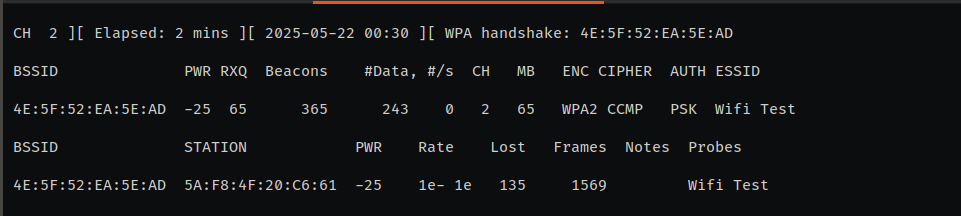 CH 2 ][ Elapsed: 2 mins ][ 2025-05-22 00:30 ][ WPA handshake: 4E:5F:52:EA:5E:AD
BSSID PWR RXQ Beacons #Data, #/s CH MB ENC CIPHER AUTH ESSID
4E:5F:52:EA:5E:AD -25 65 365 243 0 2 65 WPA2 CCMP PSK Wifi Test
BSSID STATION PWR Rate Lost Frames Notes Probes
4E:5F:52:EA:5E:AD 5A:F8:4F:20:C6:61 -25 1e- 1e 135 1569 Wifi Test